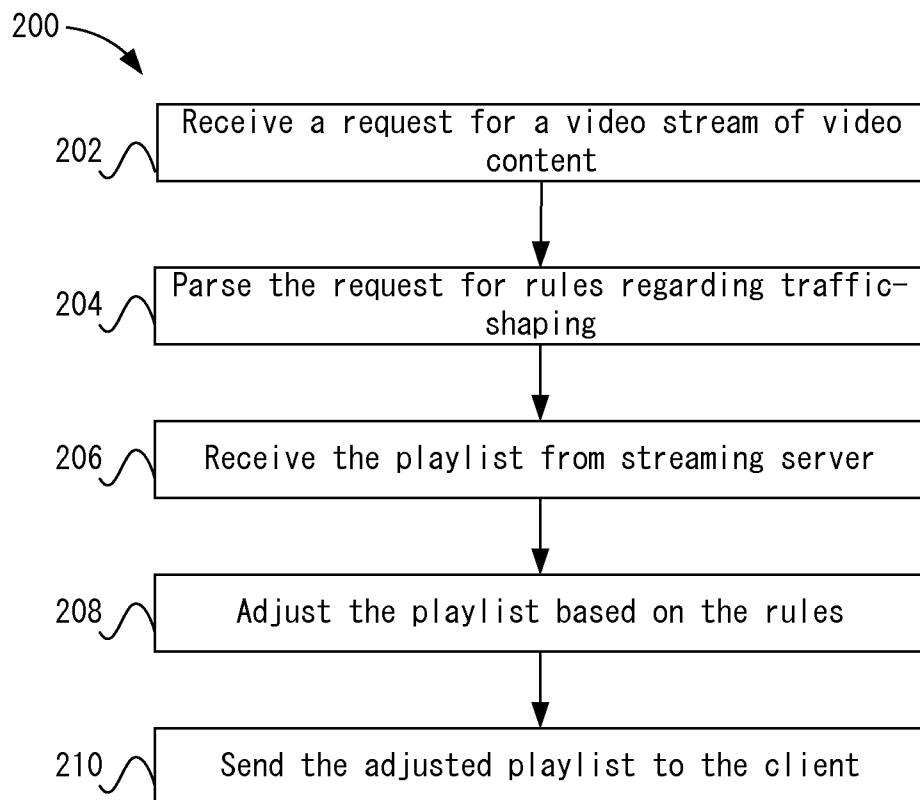 200
202
Receive a request for a video stream of video
content
204
Parse the request for rules regarding traffic-
shaping
206
Receive the playlist from streaming server
208
Adjust the playlist based on the rules
210
Send the adjusted playlist to the client